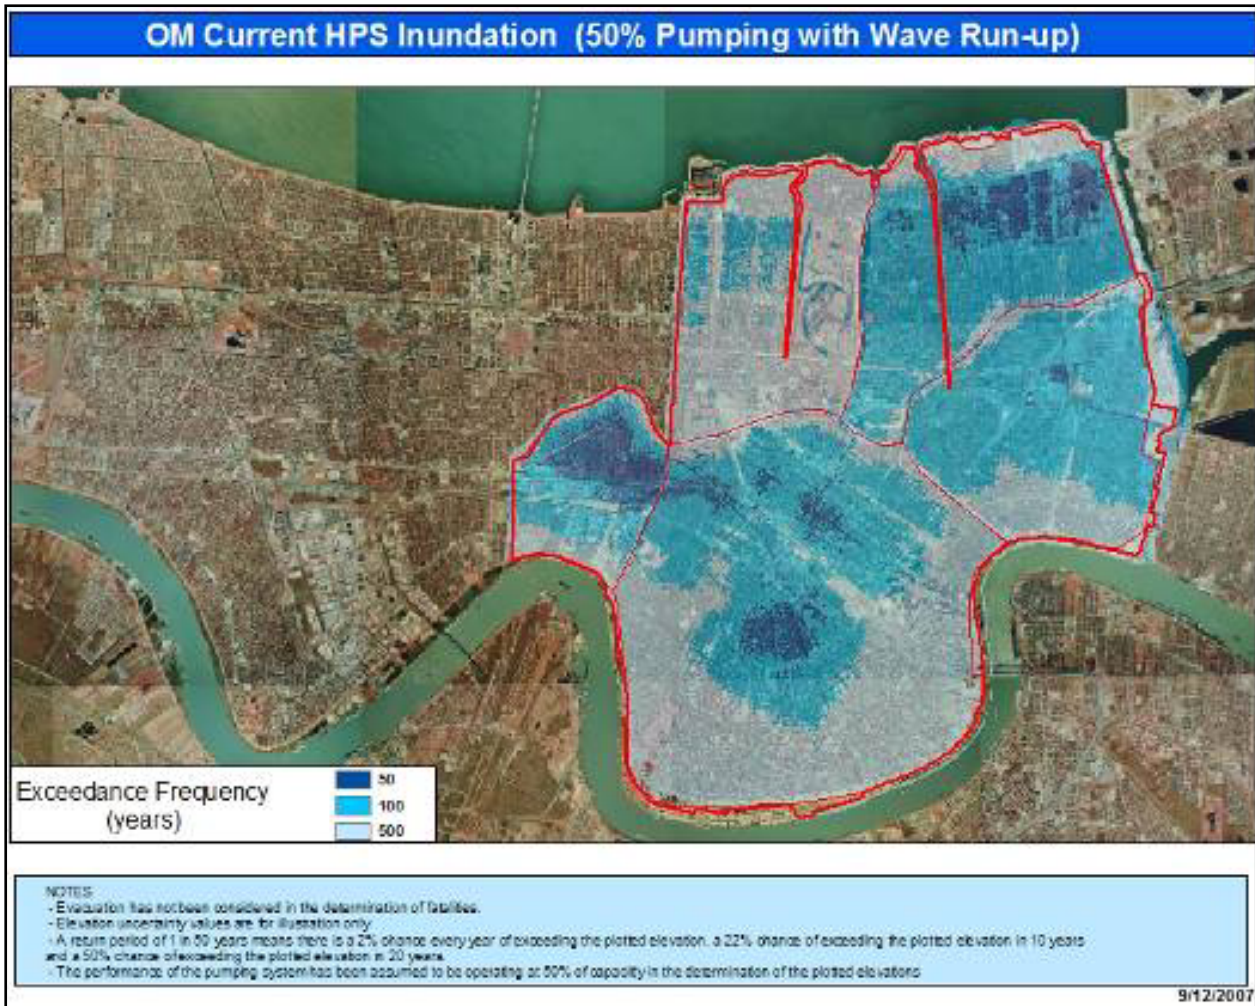 OM Current HPS Inundation (50% Pumping with Wave Run-up)
Exceedance Frequency
(years)
50
100
500
NOTES
- Evacuation has not been considered in the determination of fatalities.
- Elevation uncertainty values are for illustration only
- A return period of 1 in 50 years means there is a 2% chance every year of exceeding the plotted elevation, a 22% chance of exceeding the plotted elevation in 10 years
and a 50% chance of exceeding the plotted elevation in 20 years.
- The performance of the pumping system has been assumed to be operating at 50% of capacity in the determination of the plotted elevations
9/12/2007